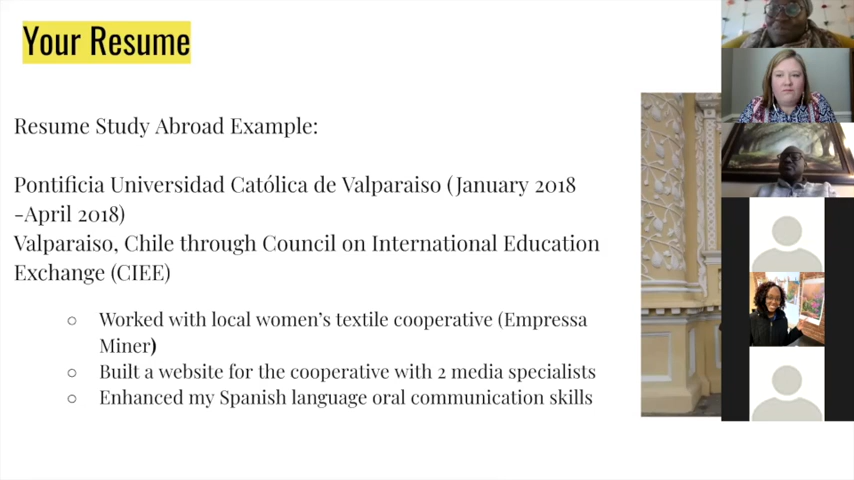 Your Resume
Resume Study Abroad Example:
Pontificia Universidad Católica de Valparaiso (January 2018
-April 2018)
Valparaiso, Chile through Council on International Education
Exchange (CIEE)
○ Worked with local women’s textile cooperative (Empressa
Miner)
○ Built a website for the cooperative with 2 media specialists
○ Enhanced my Spanish language oral communication skills